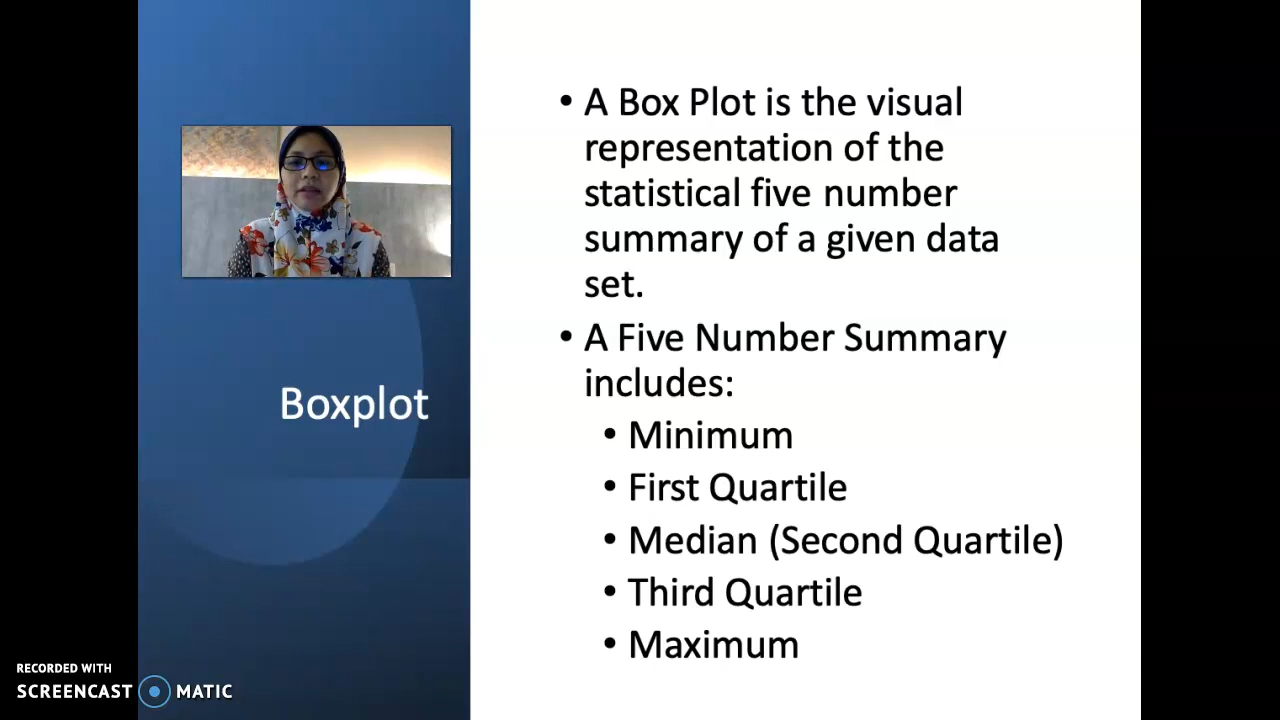 Boxplot
• A Box Plot is the visual
representation of the
statistical five number
summary of a given data
set.
• A Five Number Summary
includes:
• Minimum
• First Quartile
• Median (Second Quartile)
• Third Quartile
• Maximum
RECORDED WITH
SCREENCAST MATIC